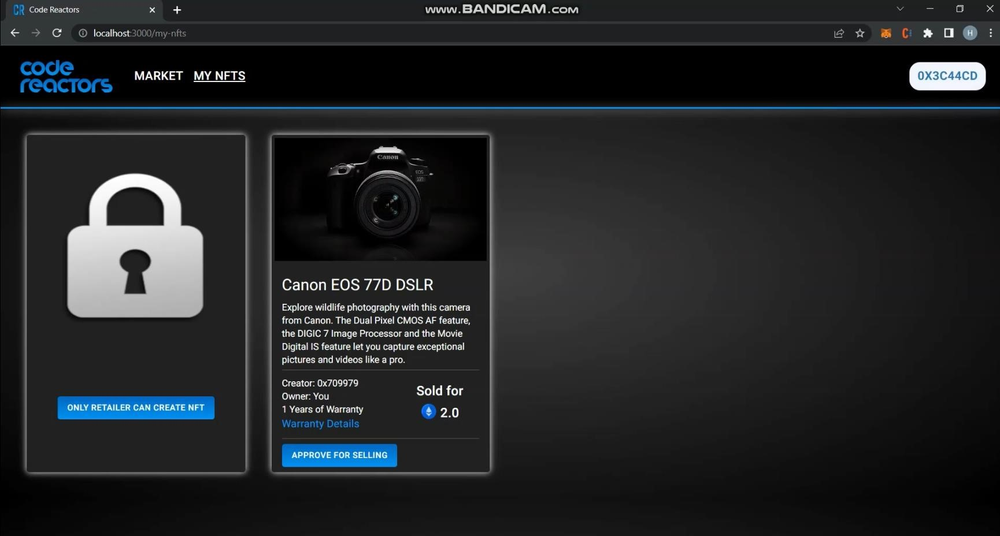 Code Reactors
www.BANDICAM.com
localhost:3000/my-nfts
H
code
reactors
MARKET MY NFTS
0X3C44CD
Canon
EOS
ONLY RETAILER CAN CREATE NFT
Canon EOS 77D DSLR
Explore wildlife photography with this camera
from Canon. The Dual Pixel CMOS AF feature,
the DIGIC 7 Image Processor and the Movie
Digital IS feature let you capture exceptional
pictures and videos like a pro.
Creator: 0x709979
Owner: You
1 Years of Warranty
Warranty Details
Sold for
2.0
APPROVE FOR SELLING